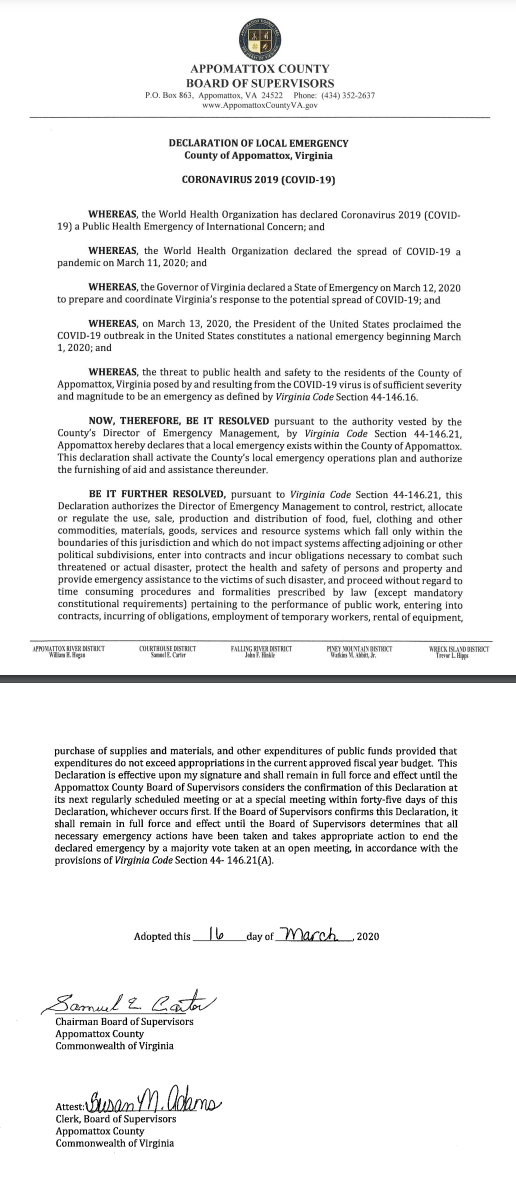 APPOMATTOX COUNTY
BOARD OF SUPERVISORS
P.O. Box 863, Appomattox, VA 24522 Phone: (434) 352-2637
www.AppomattoxCountyVA.gov
DECLARATION OF LOCAL EMERGENCY
County of Appomattox, Virginia
CORONAVIRUS 2019 (COVID-19)
WHEREAS, the World Health Organization has declared Coronavirus 2019 (COVID-
19) a Public Health Emergency of International Concern; and
WHEREAS, the World Health Organization declared the spread of COVID-19 a
pandemic on March 11, 2020; and
WHEREAS, the Governor of Virginia declared a State of Emergency on March 12, 2020
to prepare and coordinate Virginia's response to the potential spread of COVID-19; and
WHEREAS, on March 13, 2020, the President of the United States proclaimed the
COVID-19 outbreak in the United States constitutes a national emergency beginning March
1, 2020; and
WHEREAS, the threat to public health and safety to the residents of the County of
Appomattox, Virginia posed by and resulting from the COVID-19 virus is of sufficient severity
and magnitude to be an emergency as defined by Virginia Code Section 44-146.16.
NOW, THEREFORE, BE IT RESOLVED pursuant to the authority vested by the
County's Director of Emergency Management, by Virginia Code Section 44-146.21,
Appomattox hereby declares that a local emergency exists within the County of Appomattox.
This declaration shall activate the County's local emergency operations plan and authorize
the furnishing of aid and assistance thereunder.
BE IT FURTHER RESOLVED, pursuant to Virginia Code Section 44-146.21, this
Declaration authorizes the Director of Emergency Management to control, restrict, allocate
or regulate the use, sale, production and distribution of food, fuel, clothing and other
commodities, materials, goods, services and resource systems which fall only within the
boundaries of this jurisdiction and which do not impact systems affecting adjoining or other
political subdivisions, enter into contracts and incur obligations necessary to combat such
threatened or actual disaster, protect the health and safety of persons and property and
provide emergency assistance to the victims of such disaster, and proceed without regard to
time consuming procedures and formalities prescribed by law (except mandatory
constitutional requirements) pertaining to the performance of public work, entering into
contracts, incurring of obligations, employment of temporary workers, rental of equipment,
APPOMATTOX RIVER DISTRICT COURTHOUSE DISTRICT FALLING RIVER DISTRICT PINEY MOUNTAIN DISTRICT WRECK ISLAND DISTRICT
William H. Hogan Samuel E. Carter John F. Hinkle Watkins M. Abbitt, Jr. Trevor L. Hipps
purchase of supplies and materials, and other expenditures of public funds provided that
expenditures do not exceed appropriations in the current approved fiscal year budget. This
Declaration is effective upon my signature and shall remain in full force and effect until the
Appomattox County Board of Supervisors considers the confirmation of this Declaration at
its next regularly scheduled meeting or at a special meeting within forty-five days of this
Declaration, whichever occurs first. If the Board of Supervisors confirms this Declaration, it
shall remain in full force and effect until the Board of Supervisors determines that all
necessary emergency actions have been taken and takes appropriate action to end the
declared emergency by a majority vote taken at an open meeting, in accordance with the
provisions of Virginia Code Section 44- 146.21(A).
Adopted this 16 day of March, 2020
Samuel E. Carter
Chairman Board of Supervisors
Appomattox County
Commonwealth of Virginia
Attest: Susan M. Adams
Clerk, Board of Supervisors
Appomattox County
Commonwealth of Virginia